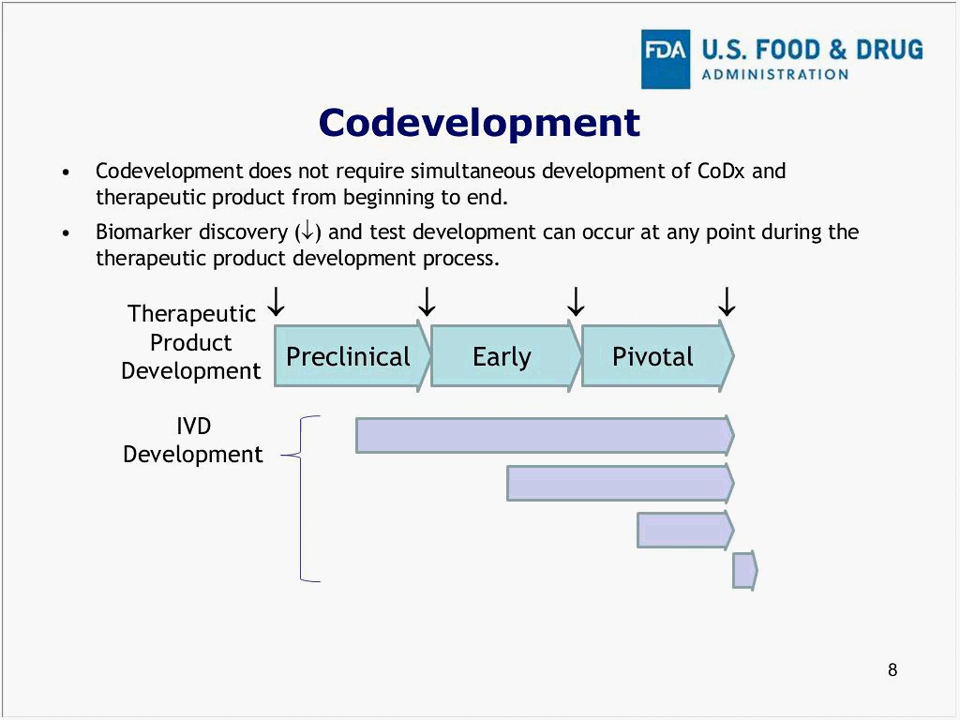 FDA U.S. FOOD & DRUG
ADMINISTRATION
Codevelopment
• Codevelopment does not require simultaneous development of CoDx and
therapeutic product from beginning to end.
• Biomarker discovery (↓) and test development can occur at any point during the
therapeutic product development process.
↓ ↓ ↓ ↓
Therapeutic
Product
Development
Preclinical Early Pivotal
IVD
Development
8